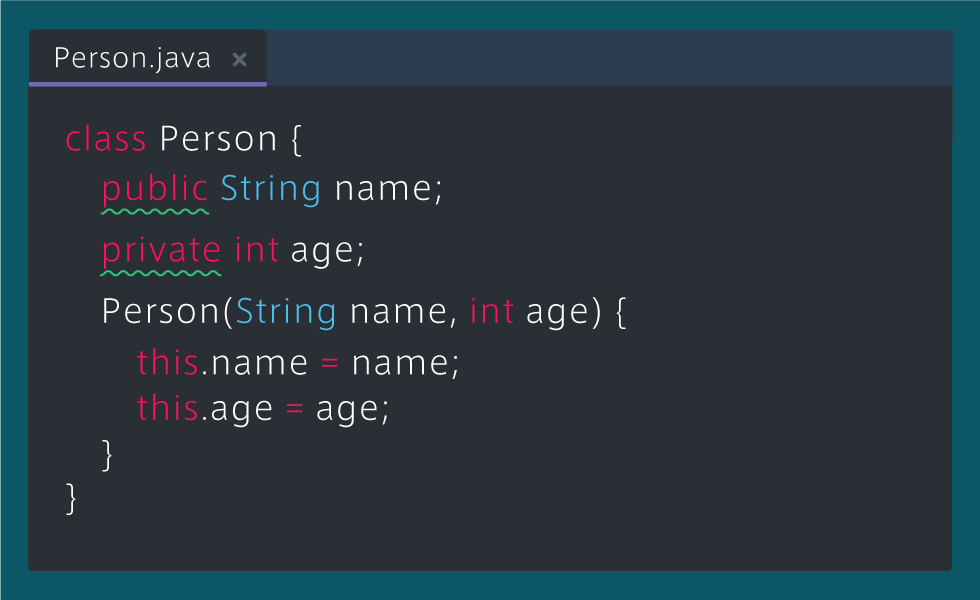 Person.java ×
class Person {
public String name;
private int age;
Person(String name, int age) {
this.name = name;
this.age = age;
}
}